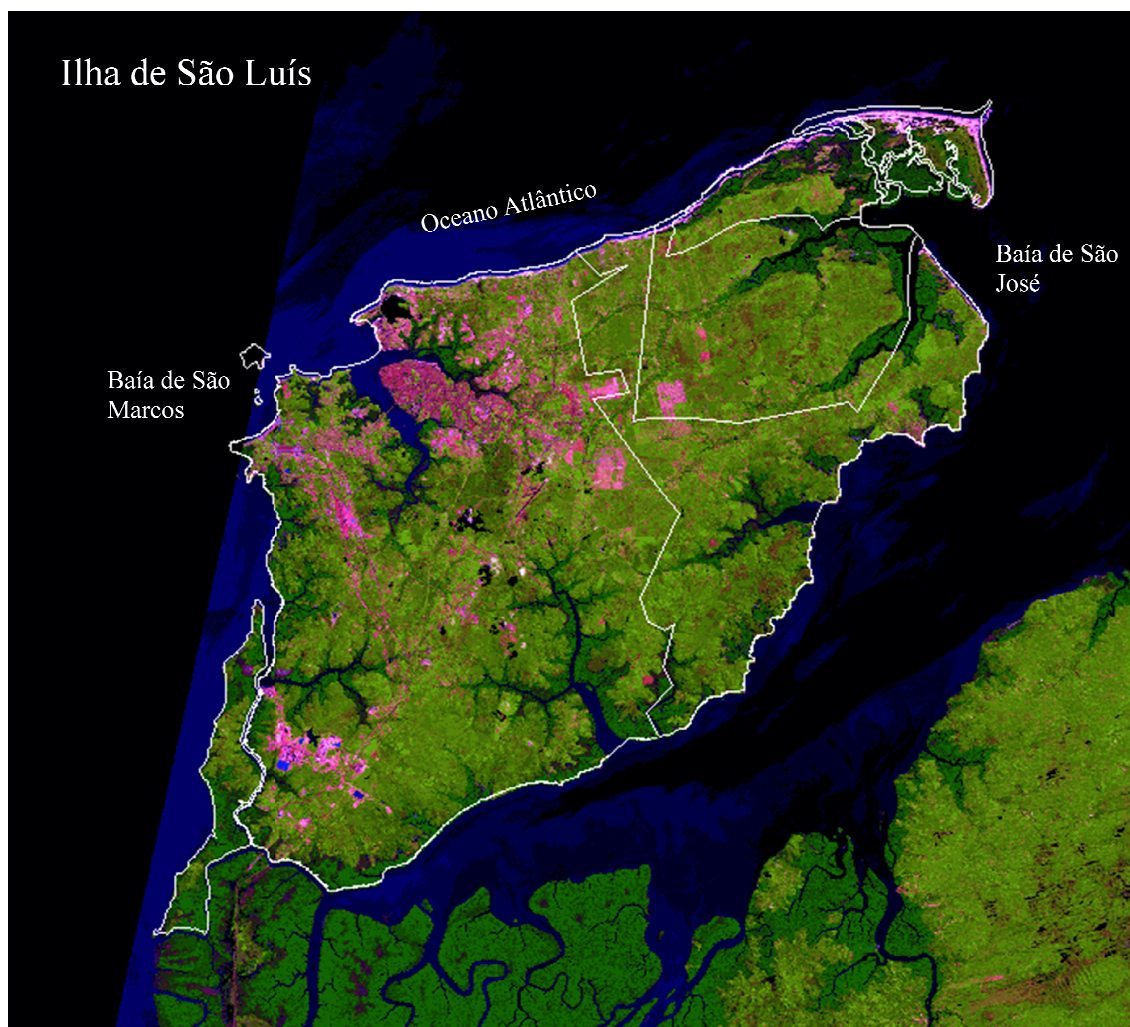 Ilha de São Luís
Oceano Atlântico
Baía de São
José
Baía de São
Marcos